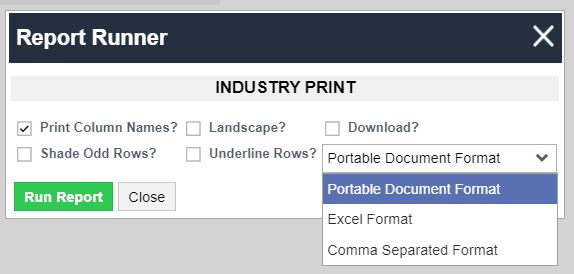 Report Runner
INDUSTRY PRINT
Print Column Names? Landscape? Download?
Shade Odd Rows? Underline Rows? Portable Document Format
Run Report Close
Portable Document Format
Excel Format
Comma Separated Format